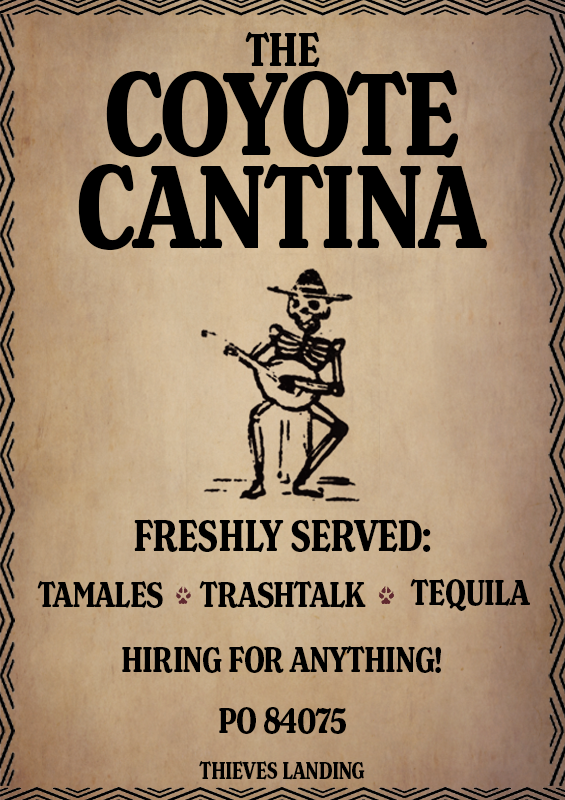 THE
COYOTE
CANTINA
FRESHLY SERVED:
TAMALES TRASHTALK TEQUILA
HIRING FOR ANYTHING!
PO 84075
THIEVES LANDING